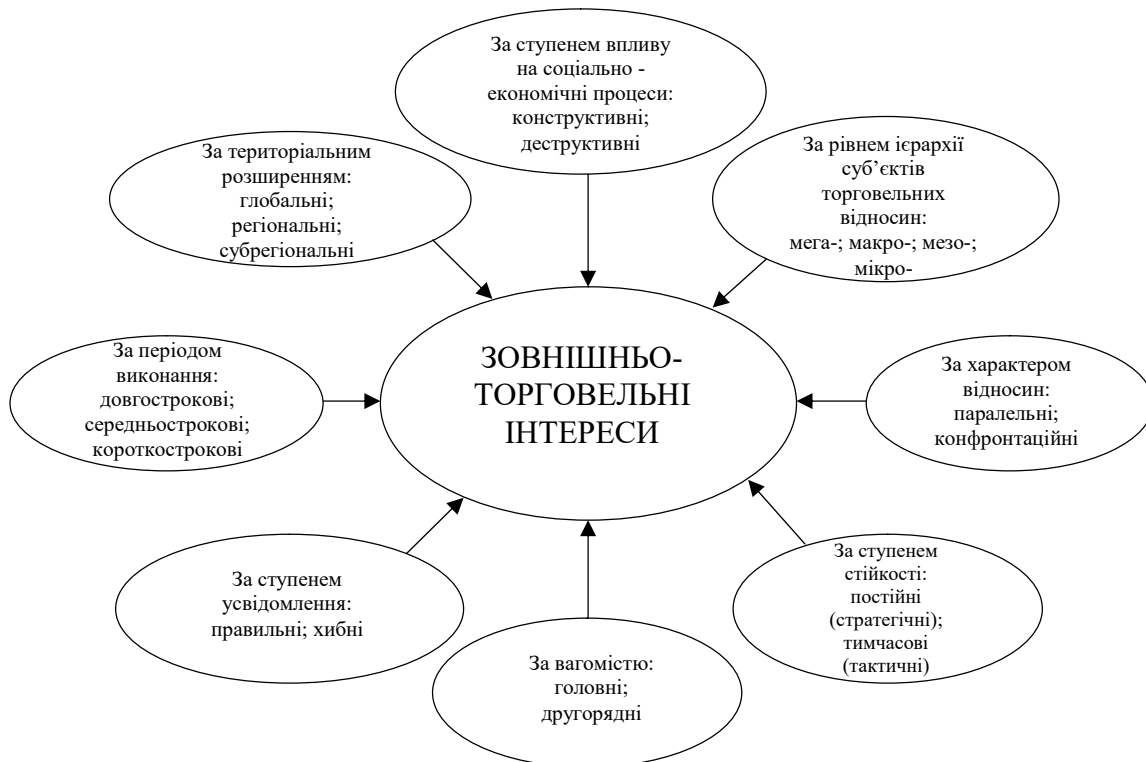 За ступенем впливу
на соціально -
економічні процеси:
конструктивні;
деструктивні
За територіальним
розширенням:
глобальні;
регіональні;
субрегіональні
За рівнем ієрархії
суб’єктів
торговельних
відносин:
мега-; макро-; мезо-;
мікро-
За періодом
виконання:
довгострокові;
середньострокові;
короткострокові
ЗОВНІШНЬО-
ТОРГОВЕЛЬНІ
ІНТЕРЕСИ
За характером
відносин:
паралельні;
конфронтаційні
За ступенем
усвідомлення:
правильні; хибні
За вагомістю:
головні;
другорядні
За ступенем
стійкості:
постійні
(стратегічні);
тимчасові
(тактичні)